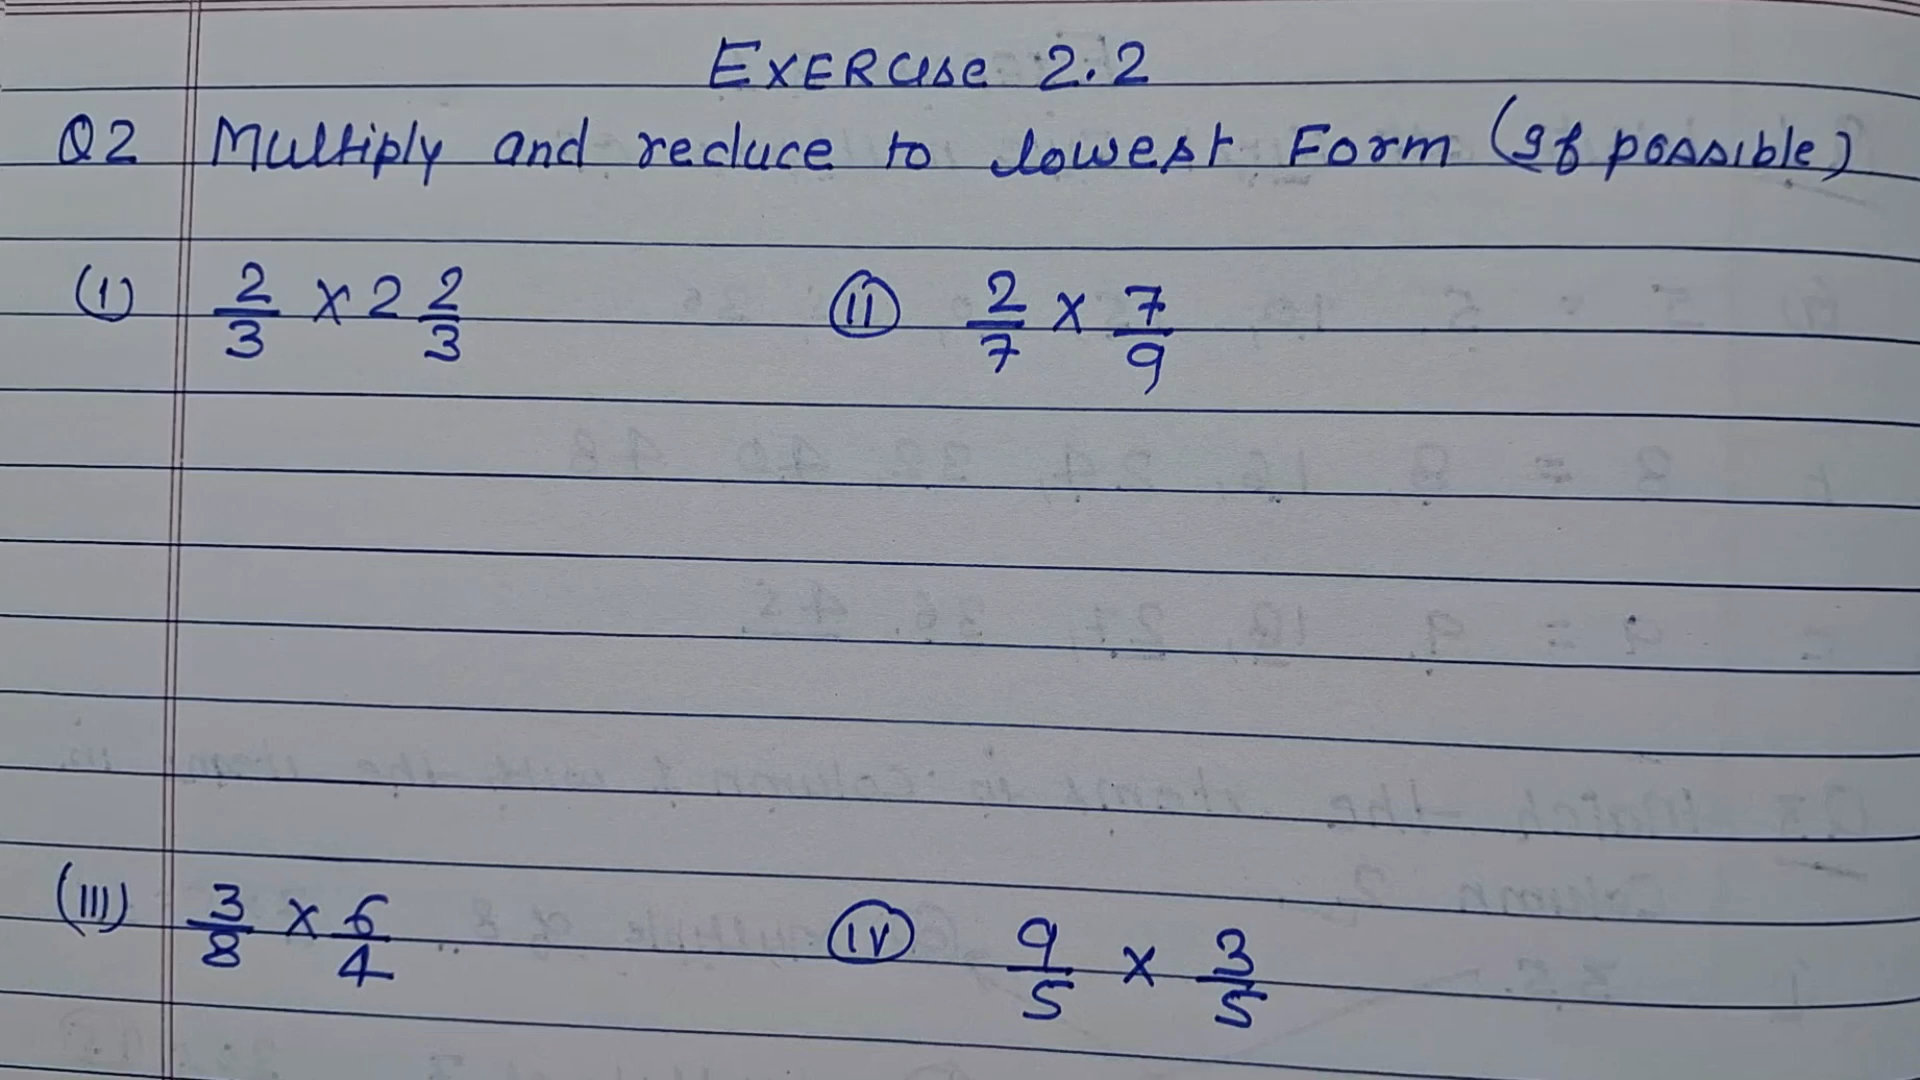 EXERCise 2.2
Q2 Multiply and reduce to lowest Form (If possible)
(I) 2/3 × 2 2/3 (II) 2/7 × 7/9
(III) 3/8 × 6/4 (IV) 9/5 × 3/5